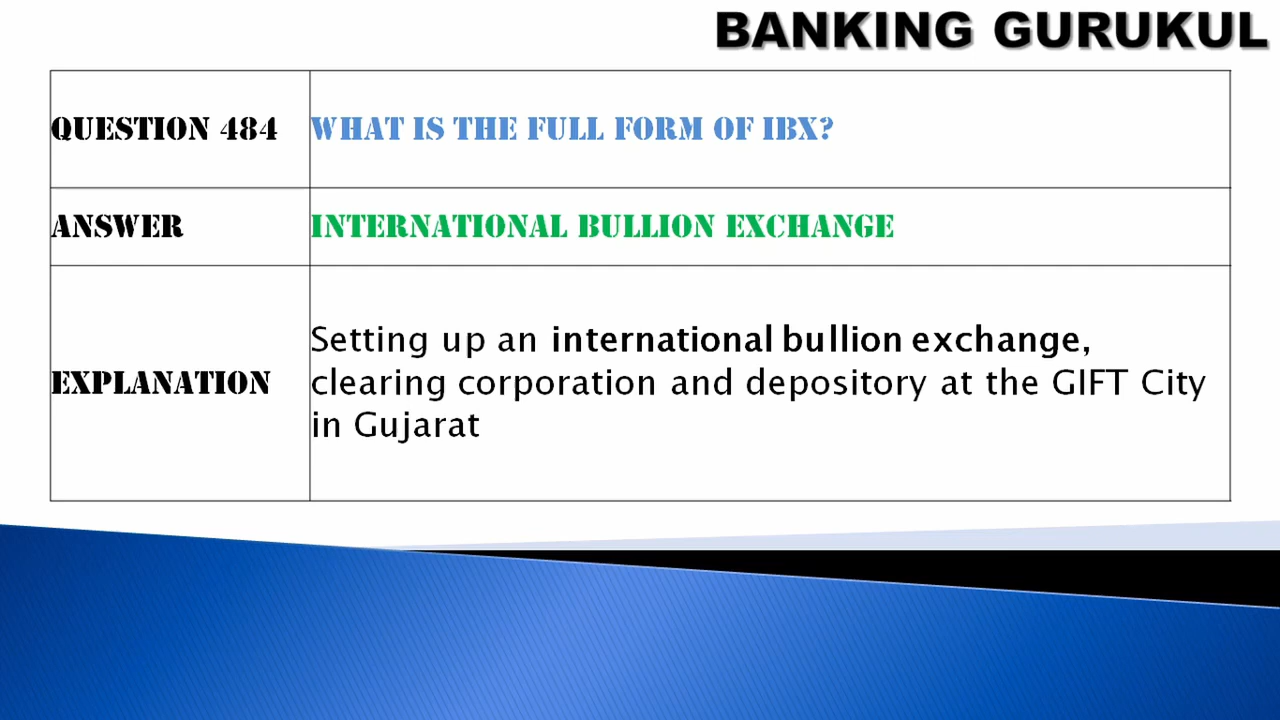 BANKING GURUKUL
QUESTION 484
WHAT IS THE FULL FORM OF IBX?
ANSWER
INTERNATIONAL BULLION EXCHANGE
EXPLANATION
Setting up an international bullion exchange,
clearing corporation and depository at the GIFT City
in Gujarat